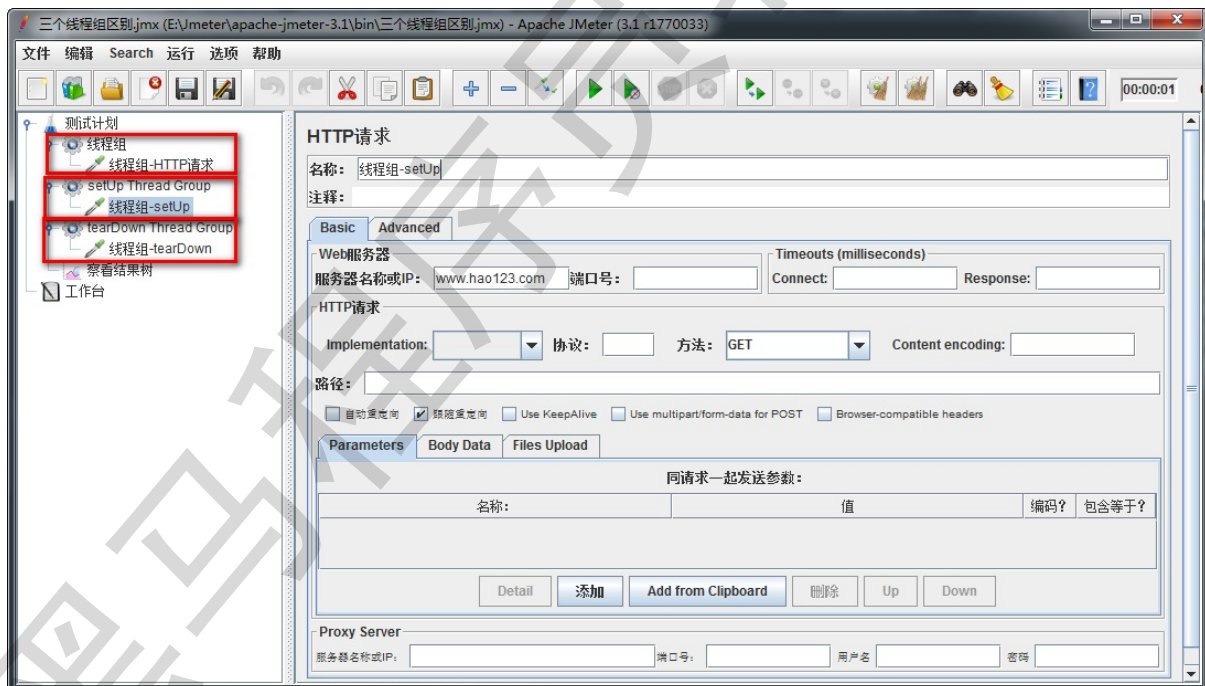 三个线程组区别.jmx (E:\Jmeter\apache-jmeter-3.1\bin\三个线程组区别.jmx) - Apache JMeter (3.1 r1770033)
文件 编辑 Search 运行 选项 帮助
00:00:01
测试计划
线程组
线程组-HTTP请求
setUp Thread Group
线程组-setUp
tearDown Thread Group
线程组-tearDown
察看结果树
工作台
HTTP请求
名称： 线程组-setUp
注释：
Basic Advanced
Web服务器 Timeouts (milliseconds)
服务器名称或IP： www.hao123.com 端口号： Connect: Response:
HTTP请求
Implementation: 协议： 方法： GET Content encoding:
路径：
自动重定向 跟随重定向 Use KeepAlive Use multipart/form-data for POST Browser-compatible headers
Parameters Body Data Files Upload
同请求一起发送参数：
名称： 值 编码? 包含等于?
Detail 添加 Add from Clipboard 删除 Up Down
Proxy Server
服务器名称或IP： 端口号： 用户名 密码
黑马程序员